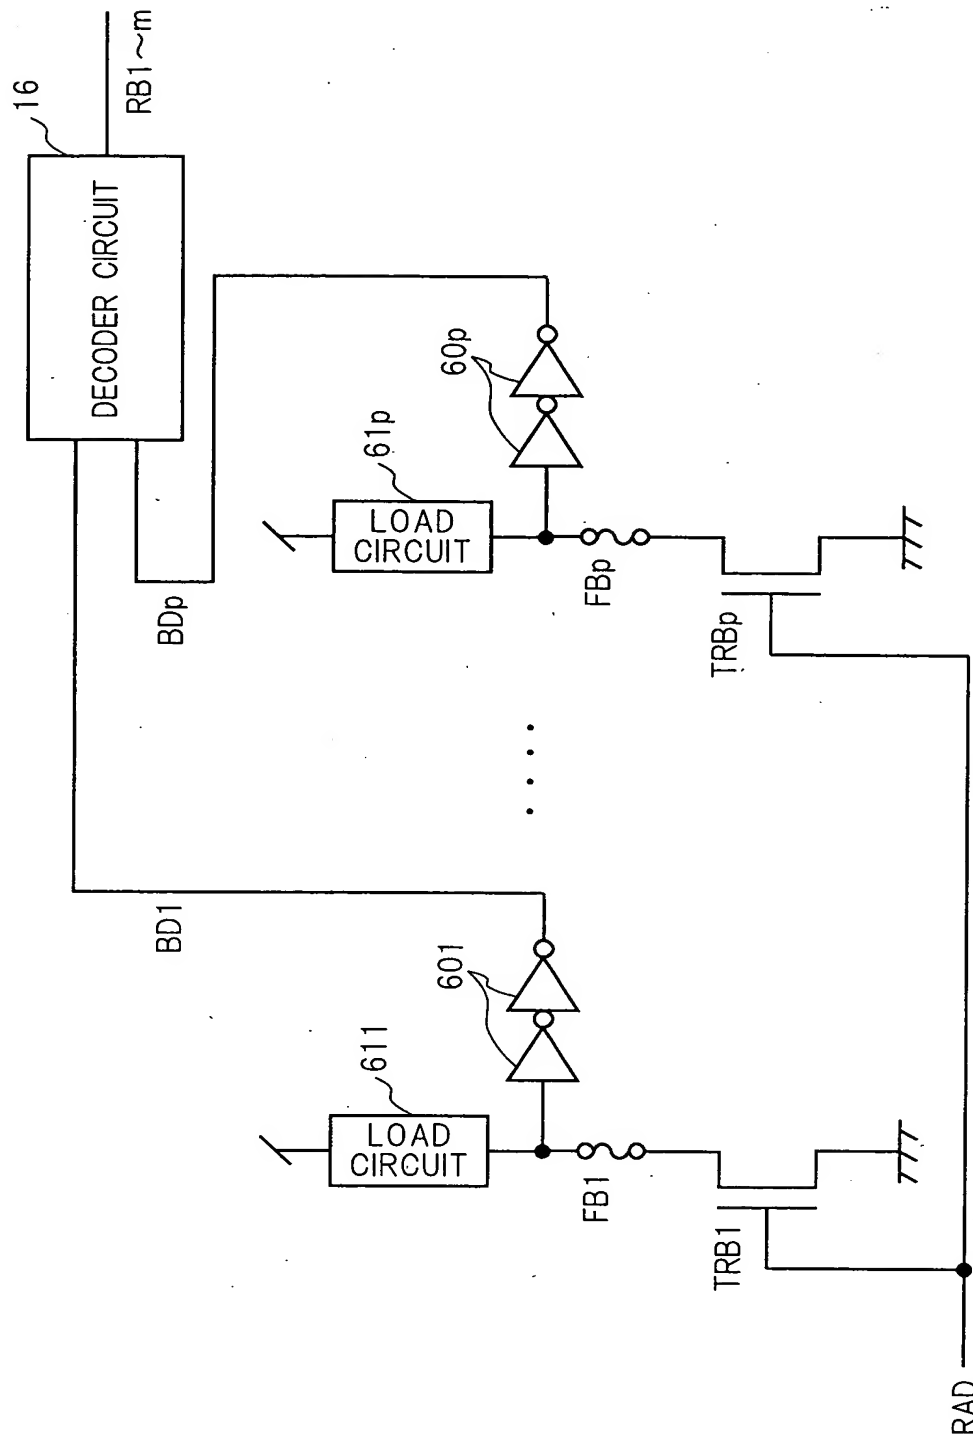 16
DECODER CIRCUIT
RB1~m
BD1
BDp
611
LOAD
CIRCUIT
601
FB1
TRB1
61p
LOAD
CIRCUIT
60p
FBp
TRBp
RAD